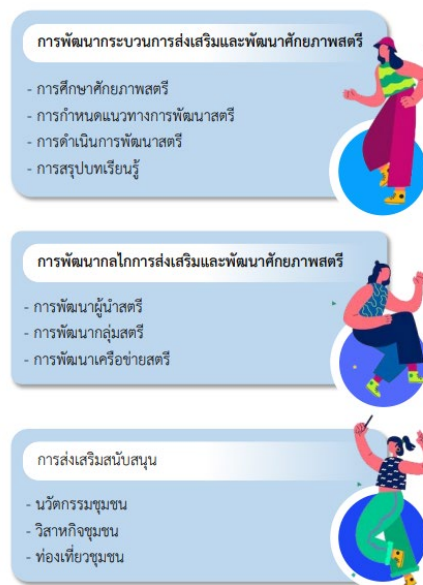 การพัฒนากระบวนการส่งเสริมและพัฒนาศักยภาพสตรี
- การศึกษาศักยภาพสตรี
- การกำหนดแนวทางการพัฒนาสตรี
- การดำเนินการพัฒนาสตรี
- การสรุปบทเรียนรู้
การพัฒนากลไกการส่งเสริมและพัฒนาศักยภาพสตรี
- การพัฒนาผู้นำสตรี
- การพัฒนากลุ่มสตรี
- การพัฒนาเครือข่ายสตรี
การส่งเสริมสนับสนุน
- นวัตกรรมชุมชน
- วิสาหกิจชุมชน
- ท่องเที่ยวชุมชน